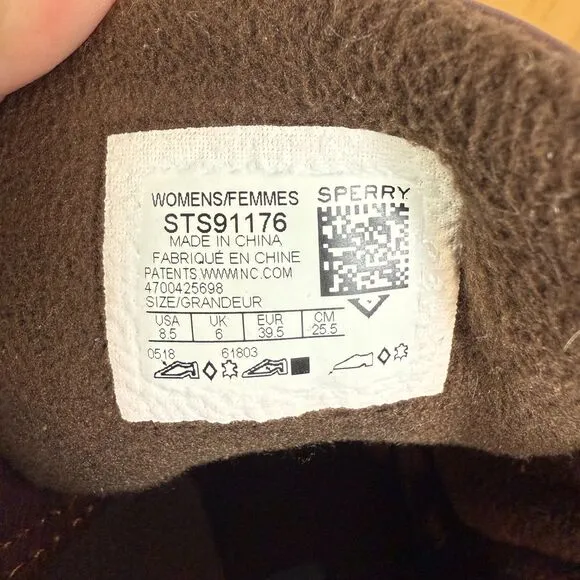 WOMENS/FEMMES
SPERRY
STS91176
MADE IN CHINA
FABRIQUÉ EN CHINE
PATENTS.WWWINC.COM
4700425698
SIZE/GRANDEUR
USA UK EUR CM
8.5 6 39.5 25.5
0518 61803